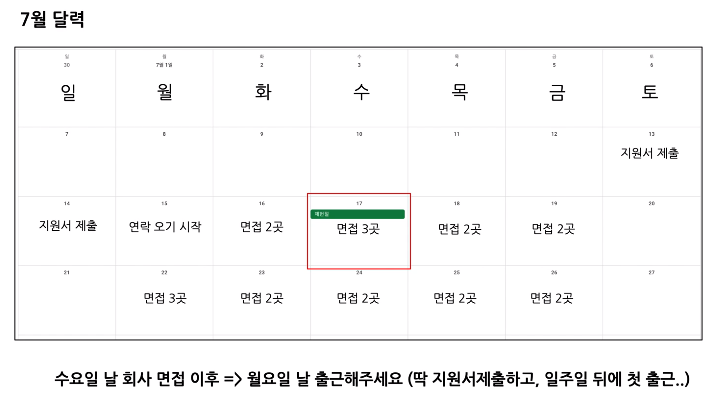 7월 달력
일 월 화 수 목 금 토
30 7월 1일 2 3 4 5 6
일 월 화 수 목 금 토
7 8 9 10 11 12 13
지원서 제출
14 15 16 17 18 19 20
제헌절
지원서 제출 연락 오기 시작 면접 2곳 면접 3곳 면접 2곳 면접 2곳
21 22 23 24 25 26 27
면접 3곳 면접 2곳 면접 2곳 면접 2곳 면접 2곳
수요일 날 회사 면접 이후 => 월요일 날 출근해주세요 (딱 지원서제출하고, 일주일 뒤에 첫 출근..)